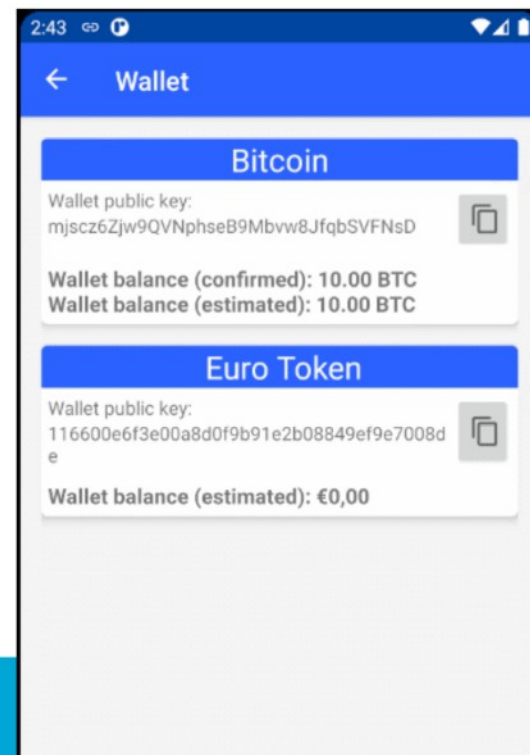 2:43
Wallet
Bitcoin
Wallet public key:
mjscz6Zjw9QVNphseB9Mbvw8JfqbSVFNsD
Wallet balance (confirmed): 10.00 BTC
Wallet balance (estimated): 10.00 BTC
Euro Token
Wallet public key:
116600e6f3e00a8d0f9b91e2b08849ef9e7008d
e
Wallet balance (estimated): €0,00